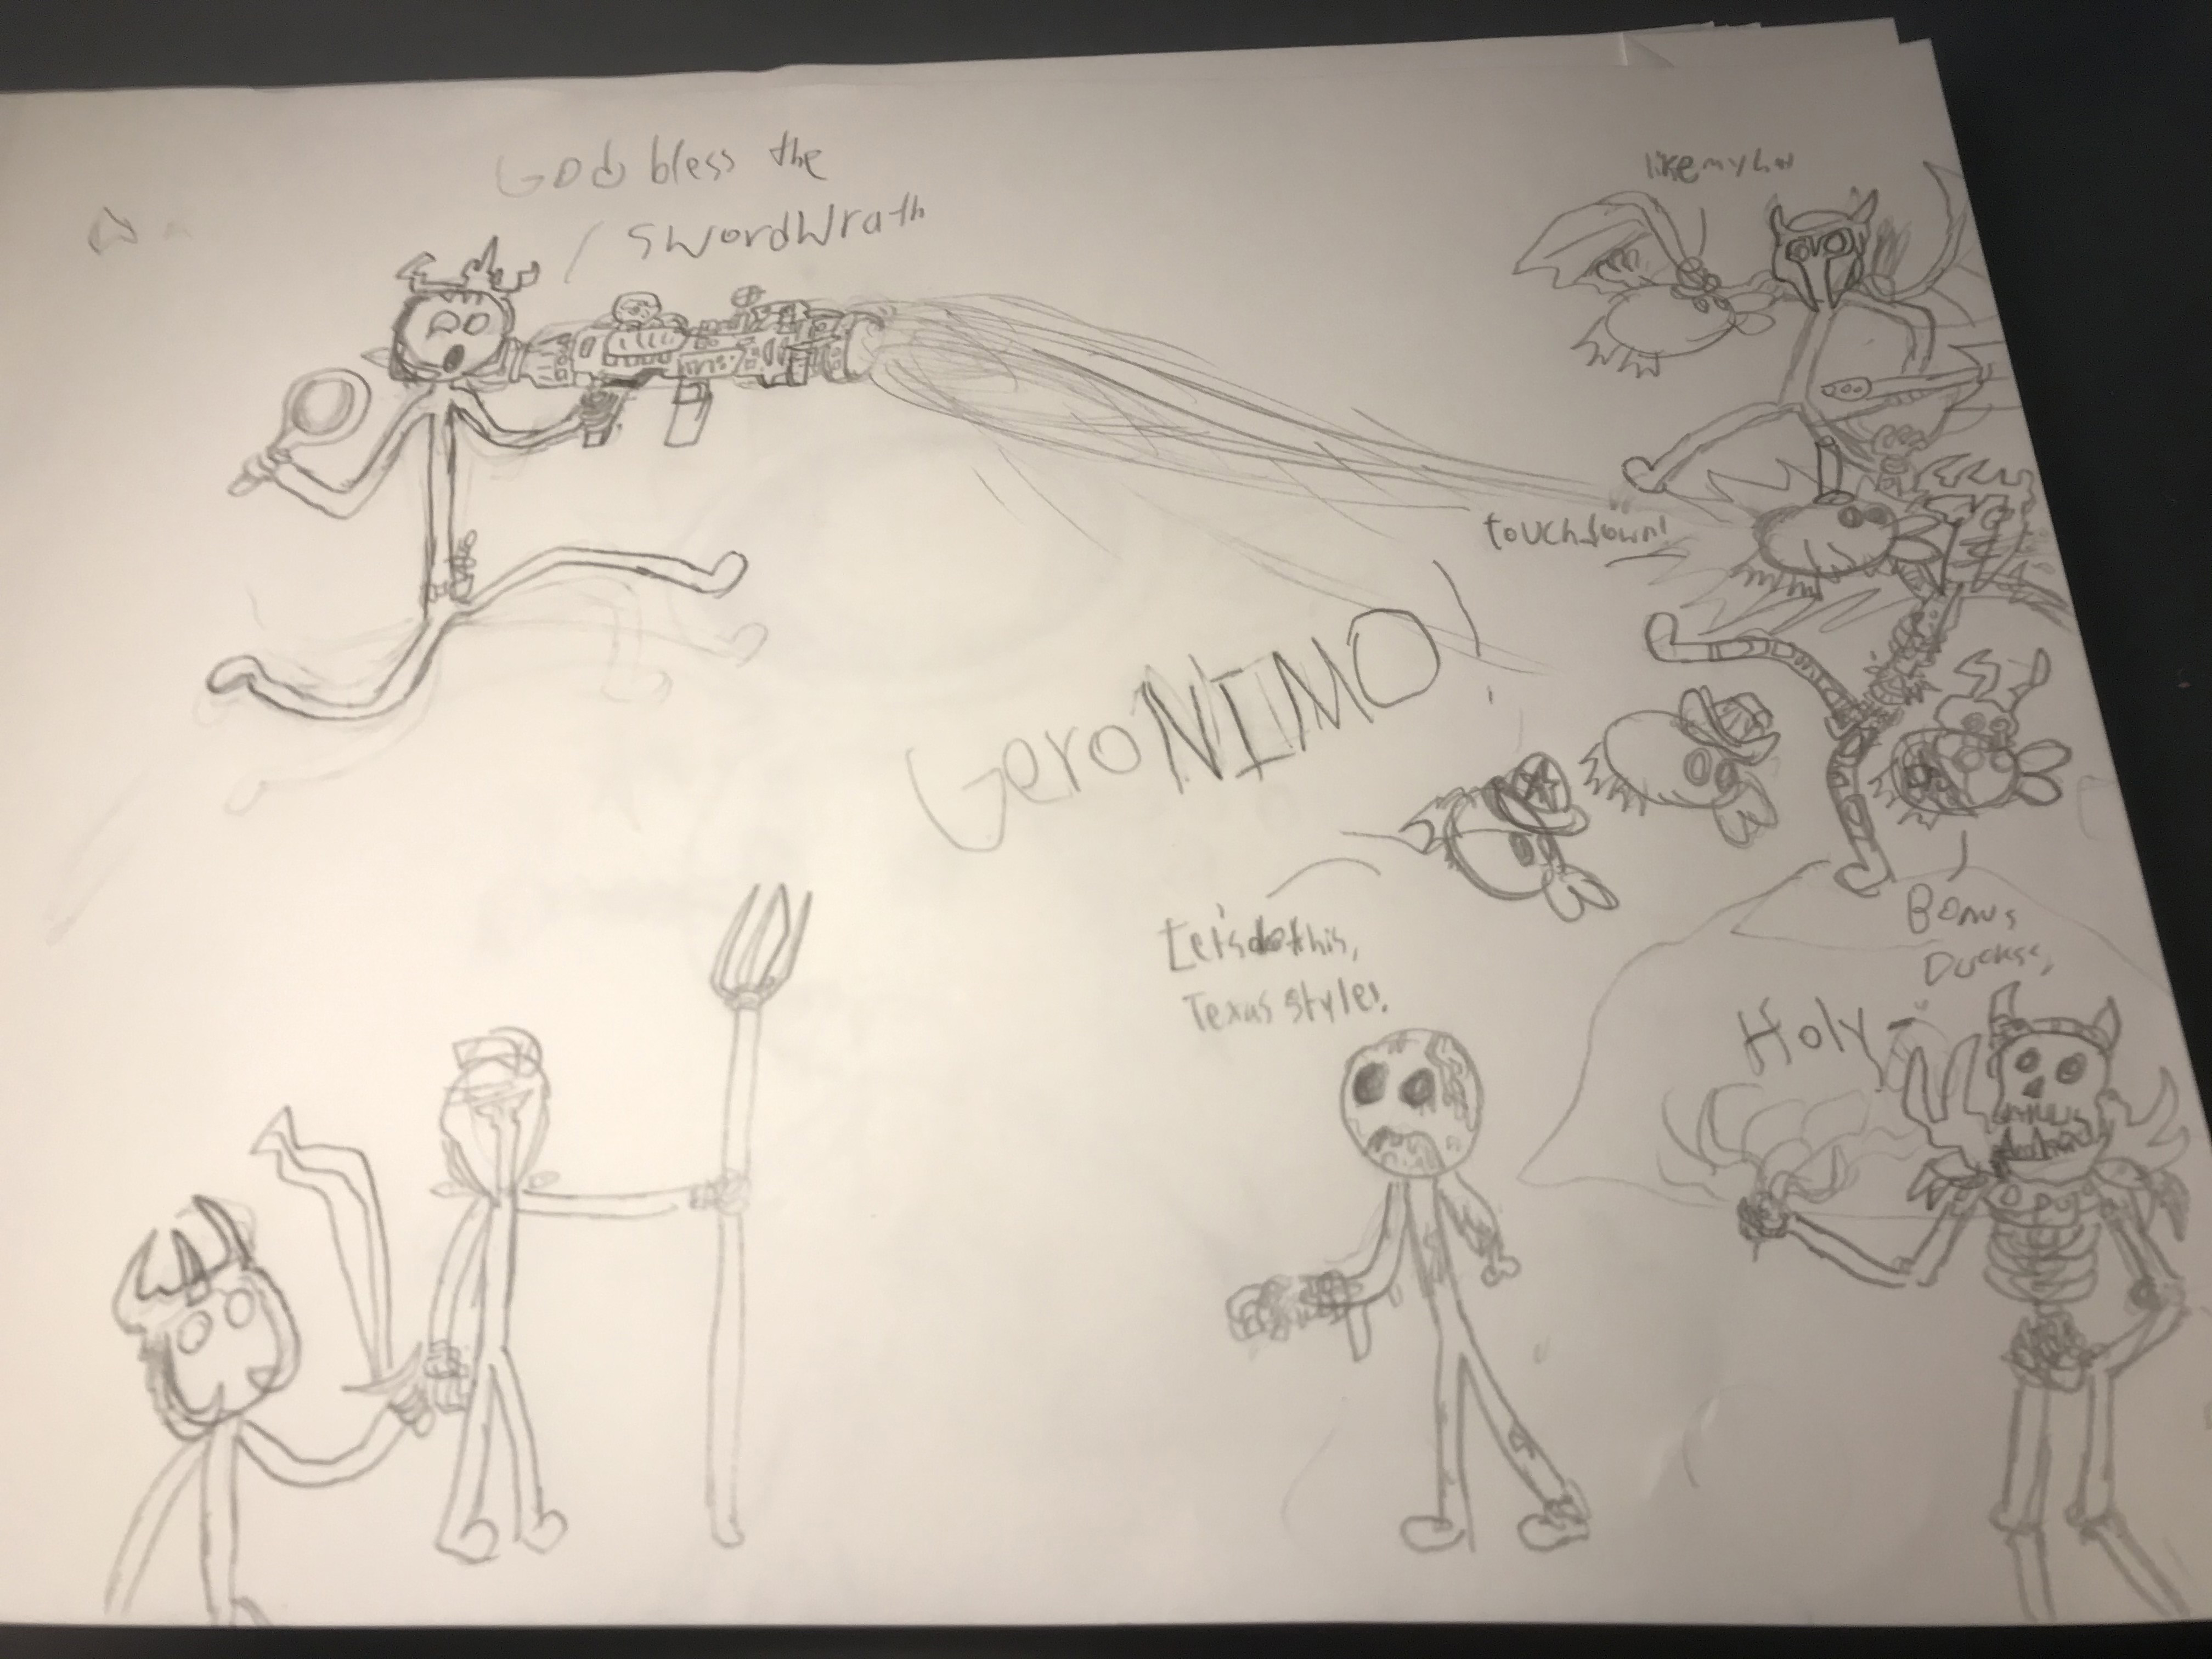 God bless the
SwordWrath
like my hat
touchdown!
GeroNIMO!
Let's do this,
Texas style!
Bonus
Duckss,
Holy -